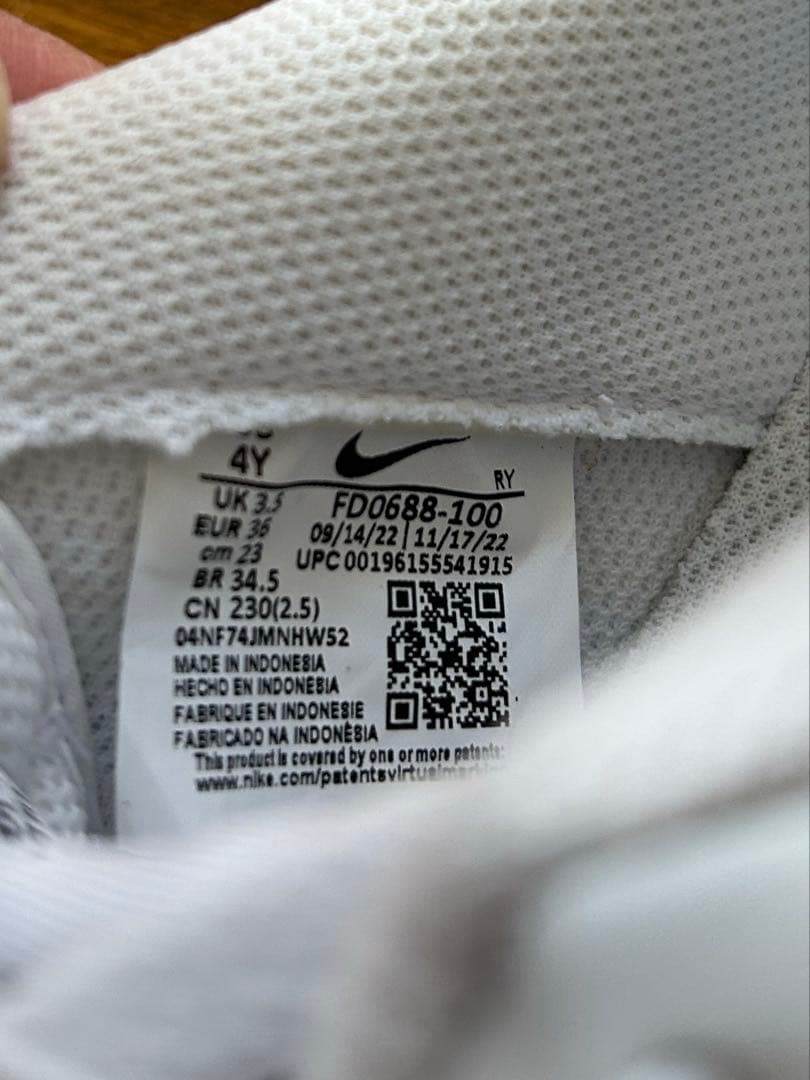 4Y
RY
UK 3.5 FD0688-100
EUR 36 09/14/22 | 11/17/22
cm 23 UPC 00196155541915
BR 34.5
CN 230(2.5)
04NF74JMNHW52
MADE IN INDONESIA
HECHO EN INDONESIA
FABRIQUE EN INDONESIE
FABRICADO NA INDONÉSIA
This product is covered by one or more patents:
www.nike.com/patentsvirtualmarking